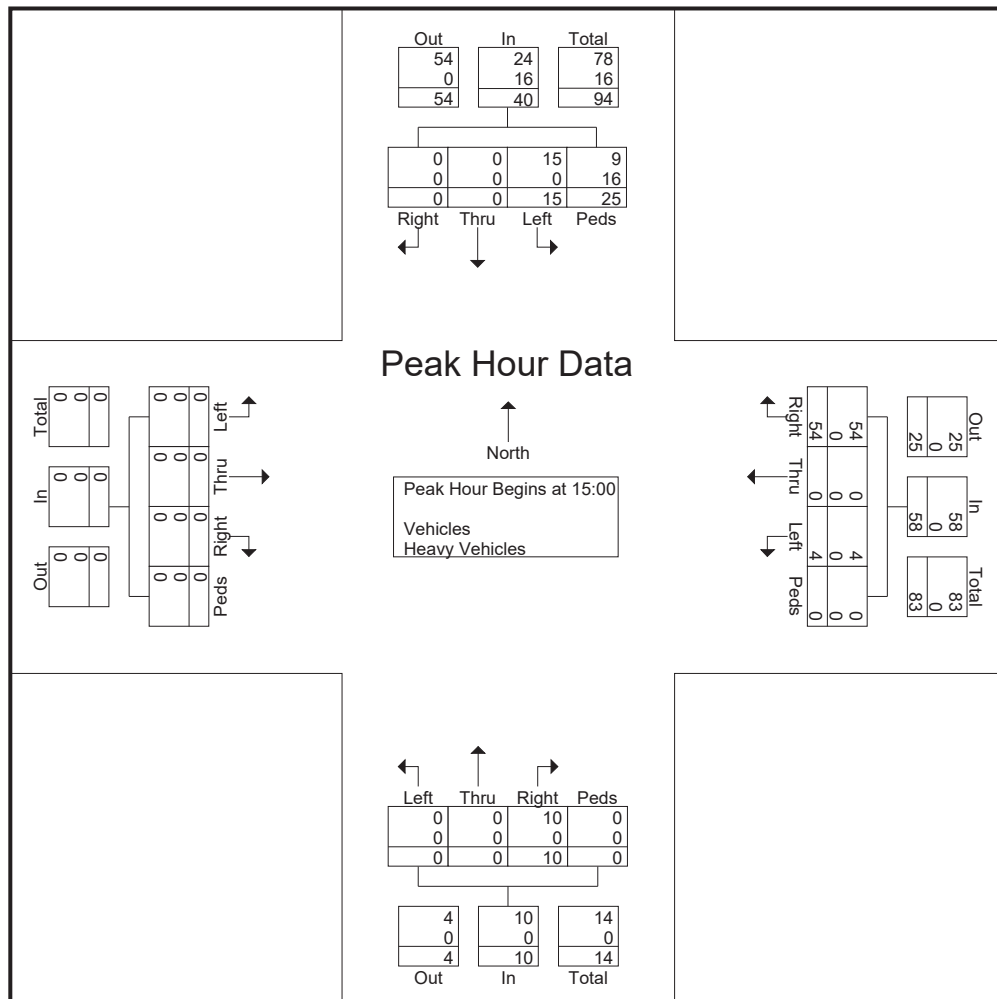 Out In Total
54 24 78
0 16 16
54 40 94
0 0 15 9
0 0 0 16
0 0 15 25
Right Thru Left Peds
Peak Hour Data
North
Peak Hour Begins at 15:00
Vehicles
Heavy Vehicles
Left Thru Right Peds
0 0 0 0
0 0 0 0
0 0 0 0
Total In Out
0 0 0
0 0 0
0 0 0
Right Thru Left Peds
54 0 4 0
0 0 0 0
54 0 4 0
Out In Total
25 58 83
0 0 0
25 58 83
Left Thru Right Peds
0 0 10 0
0 0 0 0
0 0 10 0
4 10 14
0 0 0
4 10 14
Out In Total